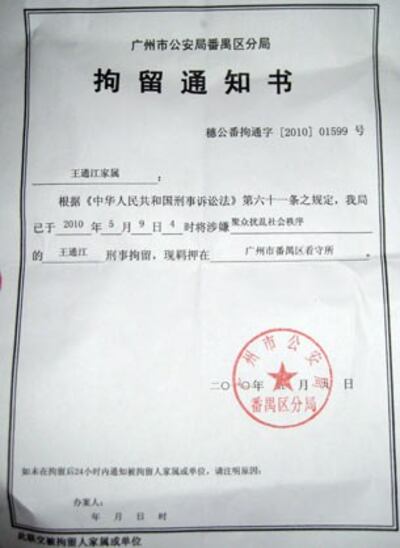 广州市公安局番禺区分局
拘留通知书
穗公番拘通字 [2010] 01599 号
王通江家属：
根据《中华人民共和国刑事诉讼法》第六十一条之规定，我局
已于 2010 年 5 月 9 日 4 时将涉嫌 聚众扰乱社会秩序
的 王通江 刑事拘留，现羁押在 广州市番禺区看守所。
广州市公安局
番禺区分局
二〇一〇年 月 日
如未在拘留后24小时内通知被拘留人家属或单位，请注明原因：
办案人：
年 月 日 时
此联交被拘留人家属或单位